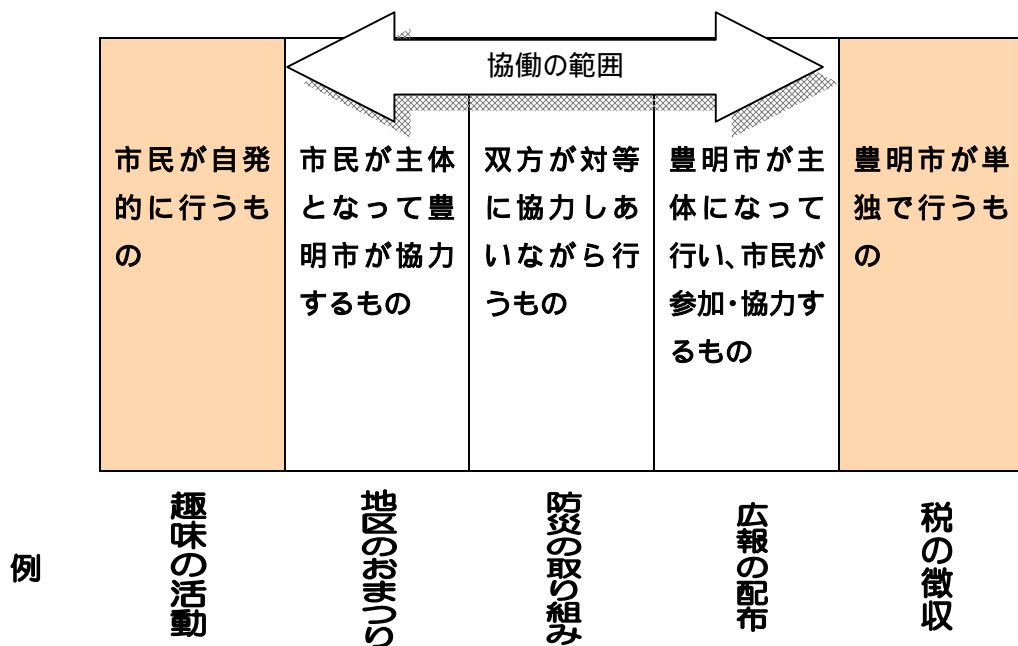 協働の範囲
市民が自発
的に行うも
の
市民が主体
となって豊
明市が協力
するもの
双方が対等
に協力しあ
いながら行
うもの
豊明市が主
体になって
行い、市民が
参加・協力す
るもの
豊明市が単
独で行うも
の
例
趣味の活動
地区のおまつり
防災の取り組み
広報の配布
税の徴収